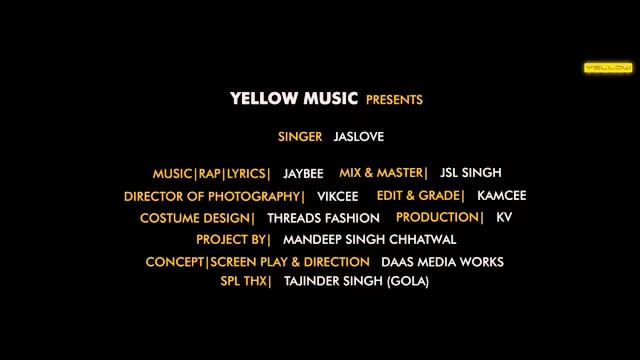 YELLOW
YELLOW MUSIC PRESENTS
SINGER JASLOVE
MUSIC|RAP|LYRICS| JAYBEE MIX & MASTER| JSL SINGH
DIRECTOR OF PHOTOGRAPHY| VIKCEE EDIT & GRADE| KAMCEE
COSTUME DESIGN| THREADS FASHION PRODUCTION| KV
PROJECT BY| MANDEEP SINGH CHHATWAL
CONCEPT|SCREEN PLAY & DIRECTION DAAS MEDIA WORKS
SPL THX| TAJINDER SINGH (GOLA)